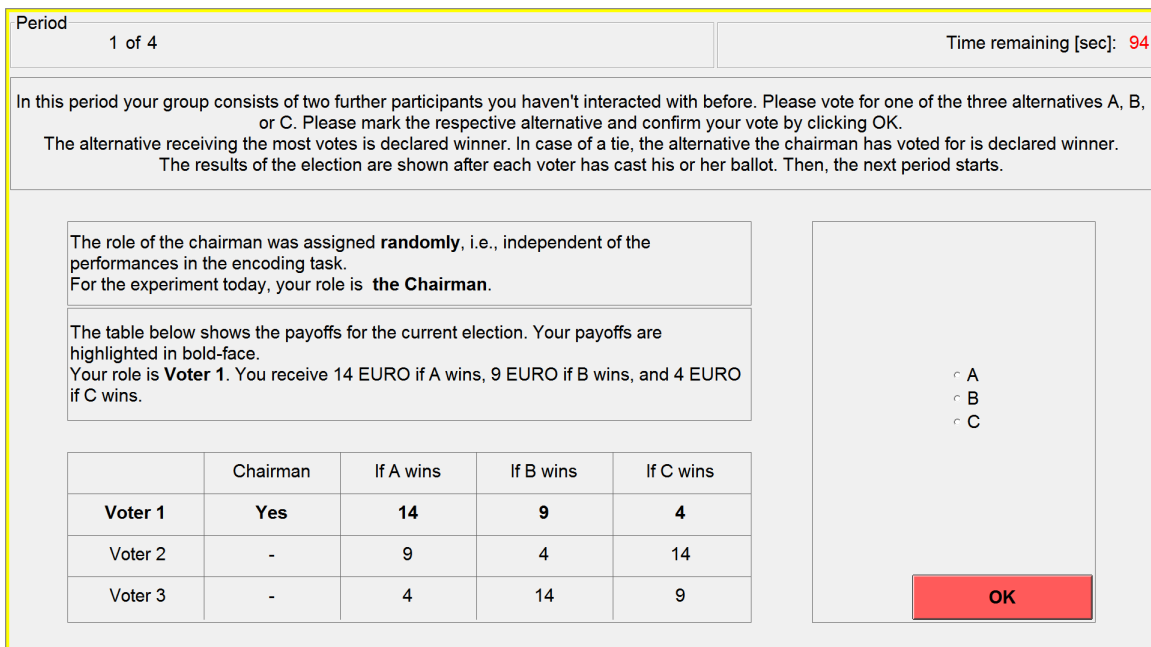 Period
1 of 4
Time remaining [sec]: 94
In this period your group consists of two further participants you haven't interacted with before. Please vote for one of the three alternatives A, B,
or C. Please mark the respective alternative and confirm your vote by clicking OK.
The alternative receiving the most votes is declared winner. In case of a tie, the alternative the chairman has voted for is declared winner.
The results of the election are shown after each voter has cast his or her ballot. Then, the next period starts.
The role of the chairman was assigned randomly, i.e., independent of the
performances in the encoding task.
For the experiment today, your role is the Chairman.
The table below shows the payoffs for the current election. Your payoffs are
highlighted in bold-face.
Your role is Voter 1. You receive 14 EURO if A wins, 9 EURO if B wins, and 4 EURO
if C wins.
A
B
C
Chairman If A wins If B wins If C wins
Voter 1 Yes 14 9 4
Voter 2 - 9 4 14
Voter 3 - 4 14 9
OK